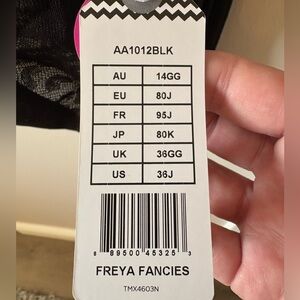 AA1012BLK
AU 14GG
EU 80J
FR 95J
JP 80K
UK 36GG
US 36J
8 89500 45325 3
FREYA FANCIES
TMX4603N